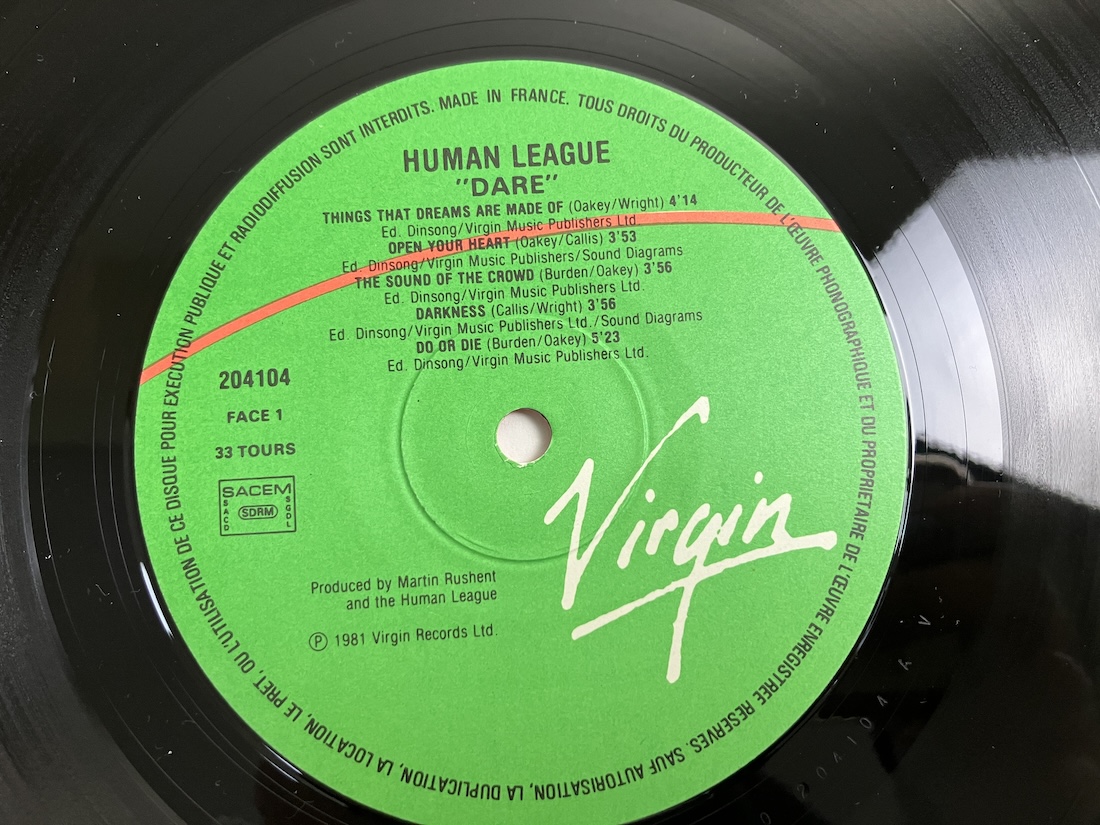 HUMAN LEAGUE
"DARE"
THINGS THAT DREAMS ARE MADE OF (Oakey/Wright) 4'14
Ed. Dinsong/Virgin Music Publishers Ltd.
OPEN YOUR HEART (Oakey/Callis) 3'53
Ed. Dinsong/Virgin Music Publishers/Sound Diagrams
THE SOUND OF THE CROWD (Burden/Oakey) 3'56
Ed. Dinsong/Virgin Music Publishers Ltd.
DARKNESS (Callis/Wright) 3'56
Ed. Dinsong/Virgin Music Publishers Ltd./Sound Diagrams
DO OR DIE (Burden/Oakey) 5'23
Ed. Dinsong/Virgin Music Publishers Ltd.
204104
FACE 1
33 TOURS
SACEM
SACD
SDRM
SGDL
Virgin
Produced by Martin Rushent
and the Human League
Ⓟ 1981 Virgin Records Ltd.
MADE IN FRANCE. TOUS DROITS DU PRODUCTEUR DE L'ŒUVRE PHONOGRAPHIQUE ET DU PROPRIETAIRE DE L'ŒUVRE ENREGISTREE RESERVES. SAUF AUTORISATION, LA DUPLICATION, LA LOCATION, LE PRET, OU L'UTILISATION DE CE DISQUE POUR EXECUTION PUBLIQUE ET RADIODIFFUSION SONT INTERDITS.